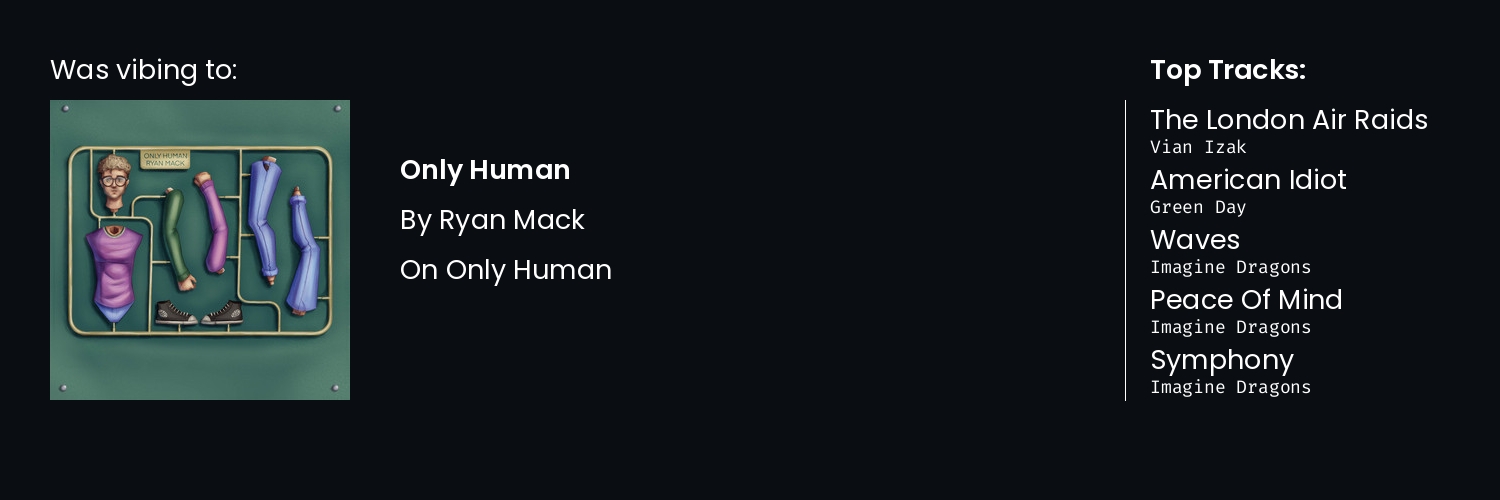 Was vibing to:
ONLY HUMAN
RYAN MACK
Only Human
By Ryan Mack
On Only Human
Top Tracks:
The London Air Raids
Vian Izak
American Idiot
Green Day
Waves
Imagine Dragons
Peace Of Mind
Imagine Dragons
Symphony
Imagine Dragons